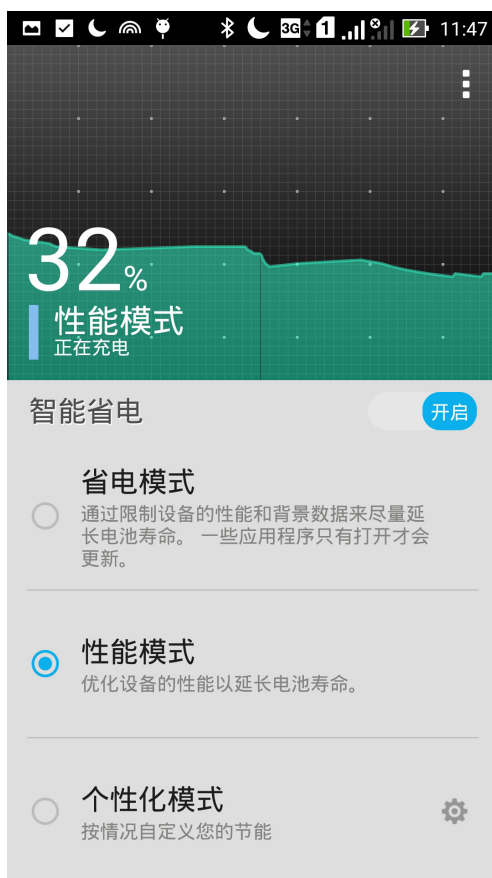 3G 1 11:47
32%
性能模式
正在充电
智能省电 开启
省电模式
通过限制设备的性能和背景数据来尽量延
长电池寿命。 一些应用程序只有打开才会
更新。
性能模式
优化设备的性能以延长电池寿命。
个性化模式
按情况自定义您的节能